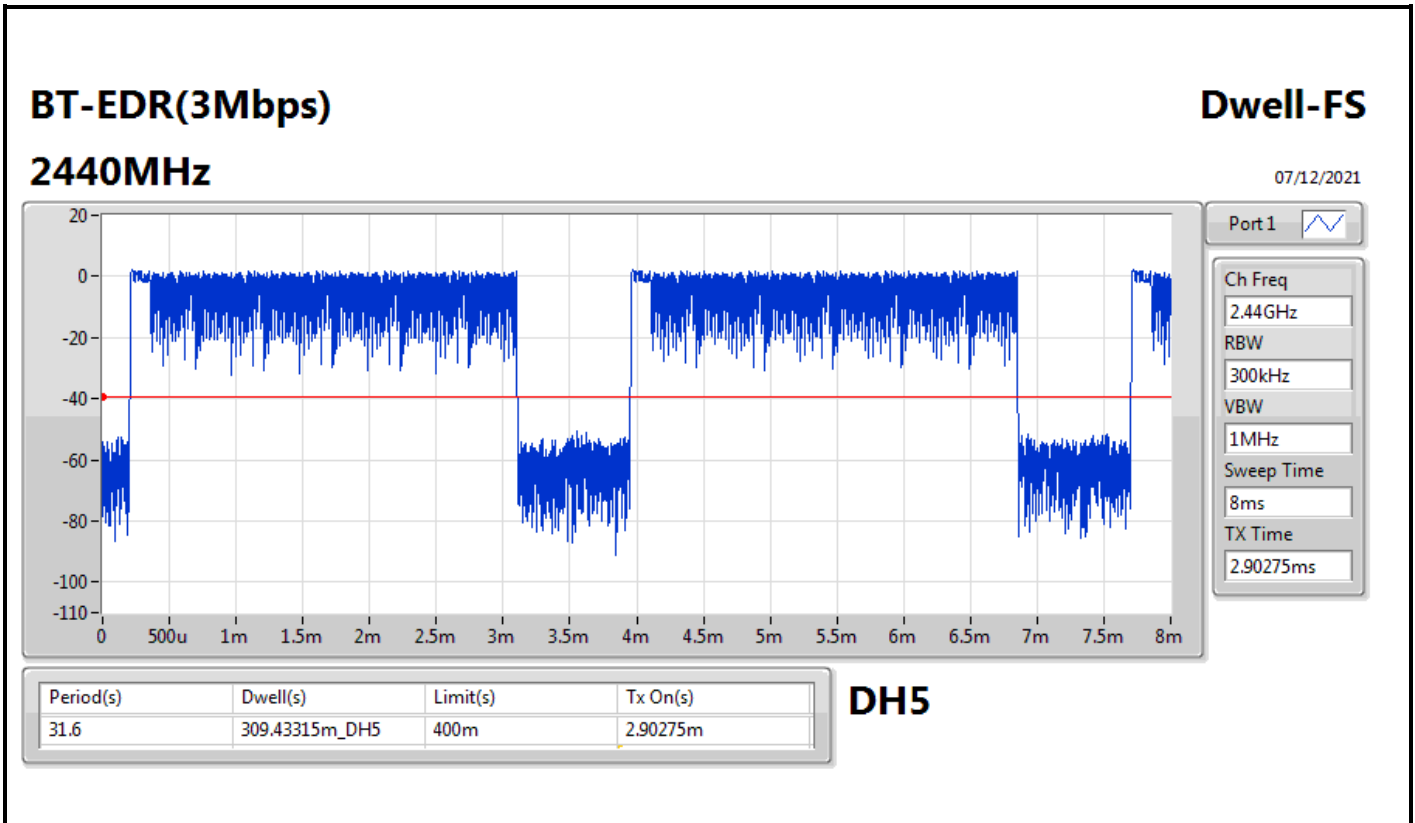 BT-EDR(3Mbps)
Dwell-FS
2440MHz
07/12/2021
Port 1
20
0
-20
-40
-60
-80
-100
-110
0 500u 1m 1.5m 2m 2.5m 3m 3.5m 4m 4.5m 5m 5.5m 6m 6.5m 7m 7.5m 8m
Ch Freq
2.44GHz
RBW
300kHz
VBW
1MHz
Sweep Time
8ms
TX Time
2.90275ms
Period(s) Dwell(s) Limit(s) Tx On(s)
31.6 309.43315m_DH5 400m 2.90275m
DH5